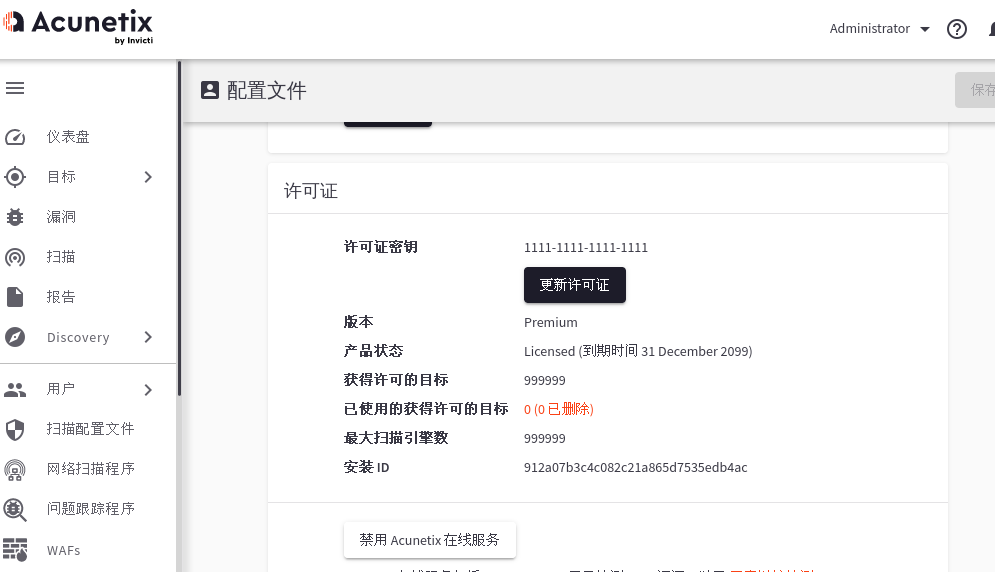 Acunetix
by Invicti
Administrator
配置文件
保存
仪表盘
目标
漏洞
扫描
报告
Discovery
用户
扫描配置文件
网络扫描程序
问题跟踪程序
WAFs
许可证
许可证密钥 1111-1111-1111-1111
更新许可证
版本 Premium
产品状态 Licensed (到期时间 31 December 2099)
获得许可的目标 999999
已使用的获得许可的目标 0 (0 已删除)
最大扫描引擎数 999999
安装 ID 912a07b3c4c082c21a865d7535edb4ac
禁用 Acunetix 在线服务